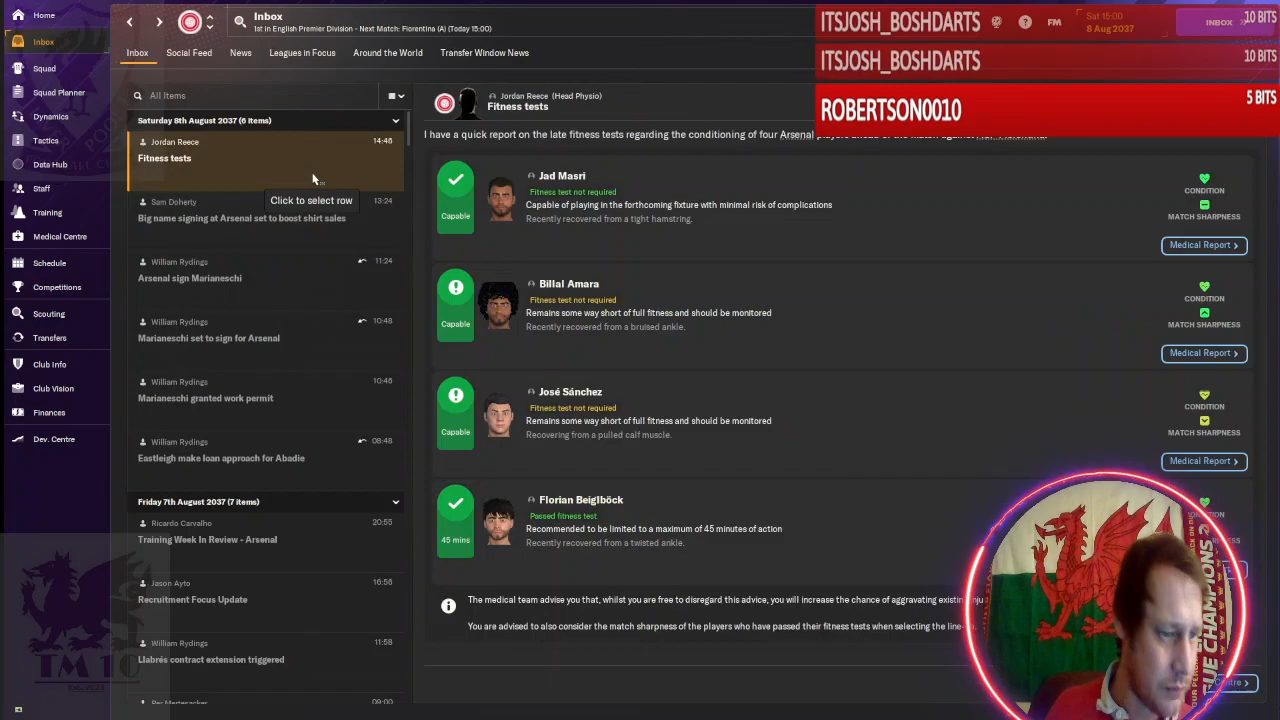 Home
Inbox
Squad
Squad Planner
Dynamics
Tactics
Data Hub
Staff
Training
Medical Centre
Schedule
Competitions
Scouting
Transfers
Club Info
Club Vision
Finances
Dev. Centre
TM 10
Inbox
1st in English Premier Division - Next Match: Fiorentina (A) (Today 15:00)
FM
Sat 15:00
8 Aug 2037
INBOX
ITSJOSH_BOSHDARTS
10 BITS
ITSJOSH_BOSHDARTS
10 BITS
ROBERTSON0010
5 BITS
Inbox
Social Feed
News
Leagues in Focus
Around the World
Transfer Window News
All Items
Saturday 8th August 2037 (6 items)
Jordan Reece
14:46
Fitness tests
Click to select row
Sam Doherty
13:24
Big name signing at Arsenal set to boost shirt sales
William Rydings
11:24
Arsenal sign Marianeschi
William Rydings
10:48
Marianeschi set to sign for Arsenal
William Rydings
10:46
Marianeschi granted work permit
William Rydings
08:48
Eastleigh make loan approach for Abadie
Friday 7th August 2037 (7 items)
Ricardo Carvalho
20:55
Training Week In Review - Arsenal
Jason Ayto
16:56
Recruitment Focus Update
William Rydings
11:58
Llabrés contract extension triggered
Per Mertesacker
09:00
Jordan Reece (Head Physio)
Fitness tests
I have a quick report on the late fitness tests regarding the conditioning of four Arsenal players ahead of the match against
Capable
Jad Masri
Fitness test not required
Capable of playing in the forthcoming fixture with minimal risk of complications
Recently recovered from a tight hamstring.
CONDITION
MATCH SHARPNESS
Medical Report
Capable
Billal Amara
Fitness test not required
Remains some way short of full fitness and should be monitored
Recently recovered from a bruised ankle.
CONDITION
MATCH SHARPNESS
Medical Report
Capable
José Sánchez
Fitness test not required
Remains some way short of full fitness and should be monitored
Recovering from a pulled calf muscle.
CONDITION
MATCH SHARPNESS
Medical Report
45 mins
Florian Beiglböck
Passed fitness test
Recommended to be limited to a maximum of 45 minutes of action
Recently recovered from a twisted ankle.
The medical team advise you that, whilst you are free to disregard this advice, you will increase the chance of aggravating existing
You are advised to also consider the match sharpness of the players who have passed their fitness tests when selecting the